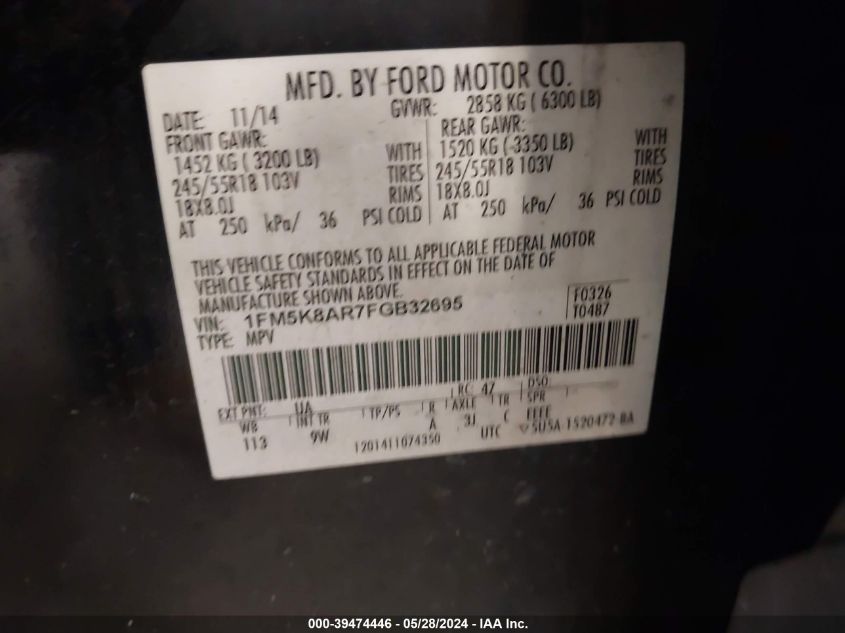 MFD. BY FORD MOTOR CO.
DATE: 11/14 GVWR: 2858 KG ( 6300 LB)
FRONT GAWR: REAR GAWR:
1452 KG ( 3200 LB) WITH 1520 KG ( 3350 LB) WITH
245/55R18 103V TIRES 245/55R18 103V TIRES
18X8.0J RIMS 18X8.0J RIMS
AT 250 kPa/ 36 PSI COLD AT 250 kPa/ 36 PSI COLD
THIS VEHICLE CONFORMS TO ALL APPLICABLE FEDERAL MOTOR
VEHICLE SAFETY STANDARDS IN EFFECT ON THE DATE OF
MANUFACTURE SHOWN ABOVE.
VIN: 1FM5K8AR7FGB32695 F0326
TYPE: MPV T0487
EXT PNT: UA RC: 47 DSO:
WB INT TR TP/PS R AXLE TR SPR
113 9W A 3J C FFFF
1201411074350 UTC 5U5A-1520472-BA
000-39474446 - 05/28/2024 - IAA Inc.